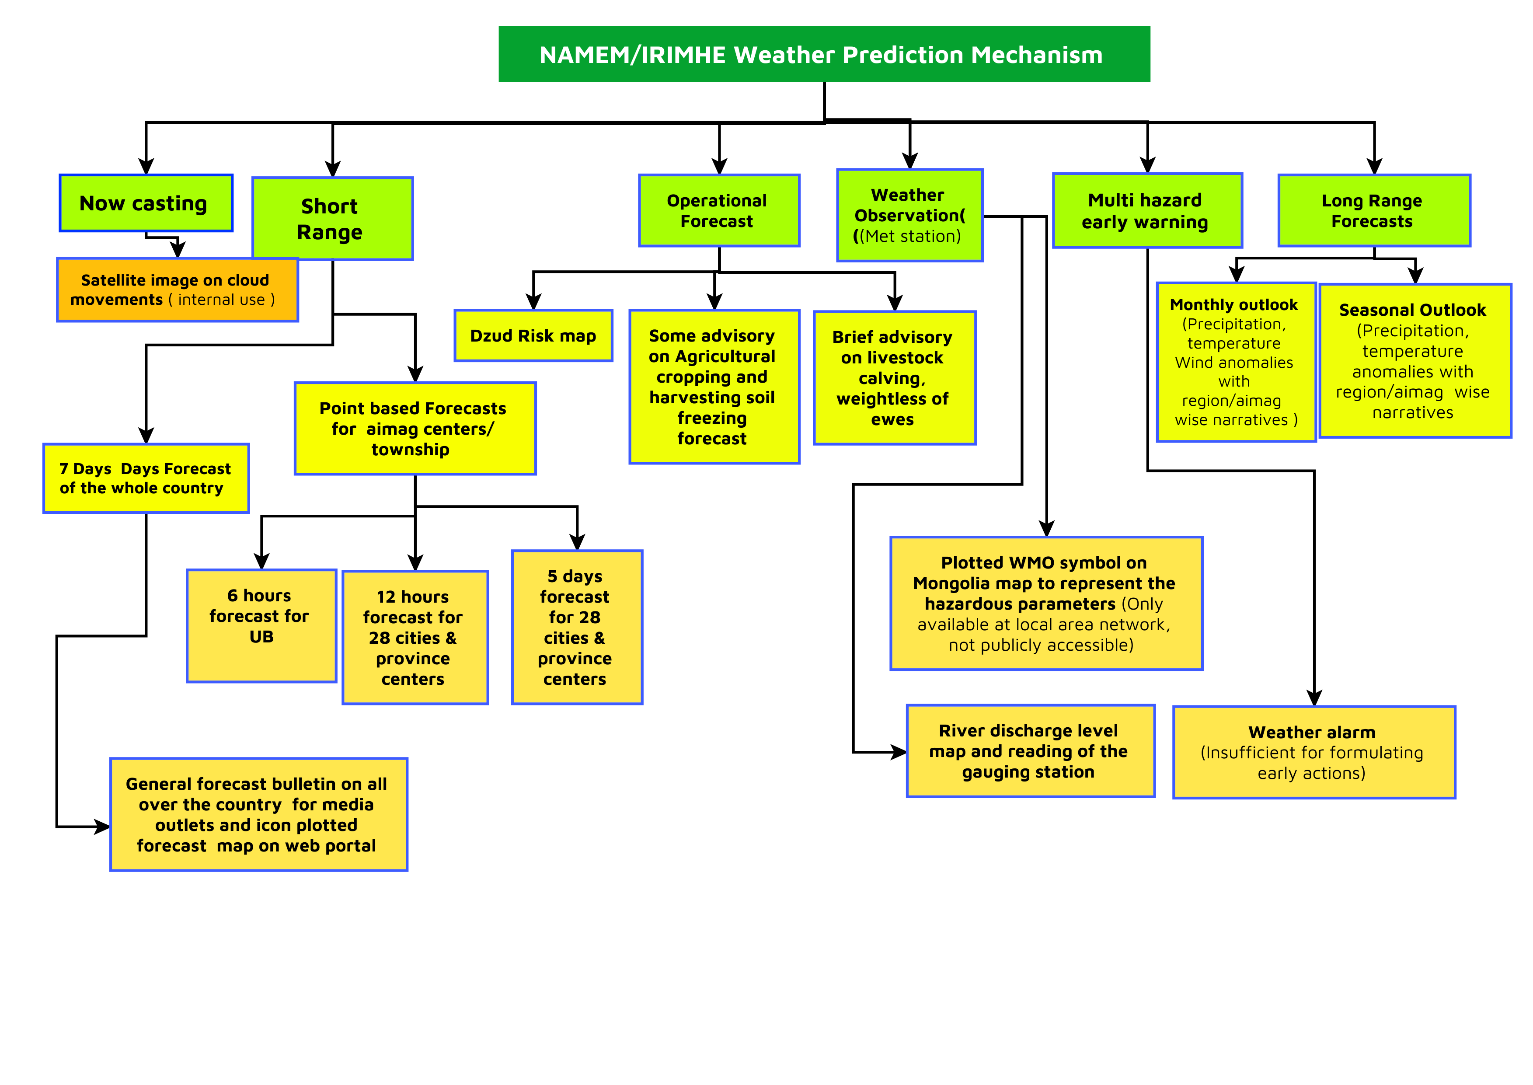 NAMEM/IRIMHE Weather Prediction Mechanism
Now casting
Short
Range
Operational
Forecast
Weather
Observation(
((Met station)
Multi hazard
early warning
Long Range
Forecasts
Satellite image on cloud
movements ( internal use )
Dzud Risk map
Some advisory
on Agricultural
cropping and
harvesting soil
freezing
forecast
Brief advisory
on livestock
calving,
weightless of
ewes
Monthly outlook
(Precipitation,
temperature
Wind anomalies
with
region/aimag
wise narratives )
Seasonal Outlook
(Precipitation,
temperature
anomalies with
region/aimag  wise
narratives
Point based Forecasts
for  aimag centers/
township
7 Days  Days Forecast
of the whole country
6 hours
forecast for
UB
12 hours
forecast for
28 cities &
province
centers
5 days
forecast
for 28
cities &
province
centers
Plotted WMO symbol on
Mongolia map to represent the
hazardous parameters (Only
available at local area network,
not publicly accessible)
River discharge level
map and reading of the
gauging station
Weather alarm
(Insufficient for formulating
early actions)
General forecast bulletin on all
over the country  for media
outlets and icon plotted
forecast  map on web portal